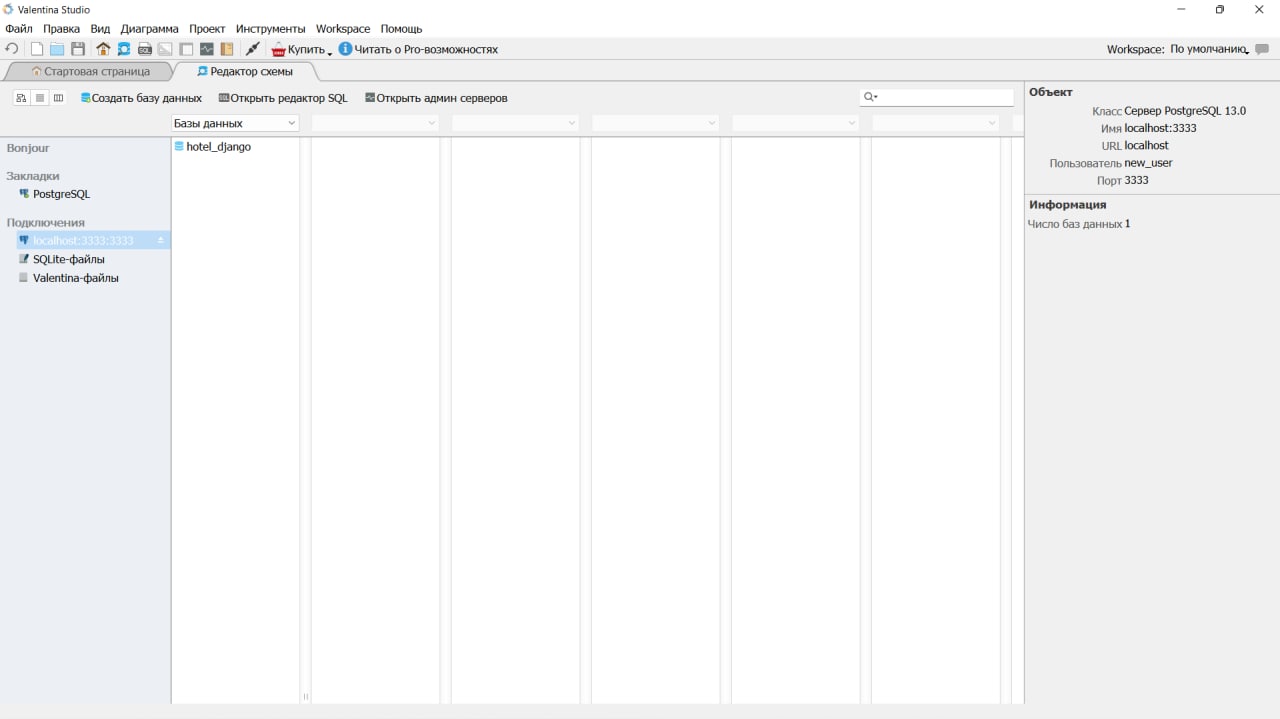 Valentina Studio
Файл Правка Вид Диаграмма Проект Инструменты Workspace Помощь
Купить Читать о Pro-возможностях Workspace: По умолчанию
Стартовая страница Редактор схемы
Создать базу данных Открыть редактор SQL Открыть админ серверов
Базы данных
Bonjour
Закладки
PostgreSQL
Подключения
localhost:3333:3333
SQLite-файлы
Valentina-файлы
hotel_django
Объект
Класс Сервер PostgreSQL 13.0
Имя localhost:3333
URL localhost
Пользователь new_user
Порт 3333
Информация
Число баз данных 1